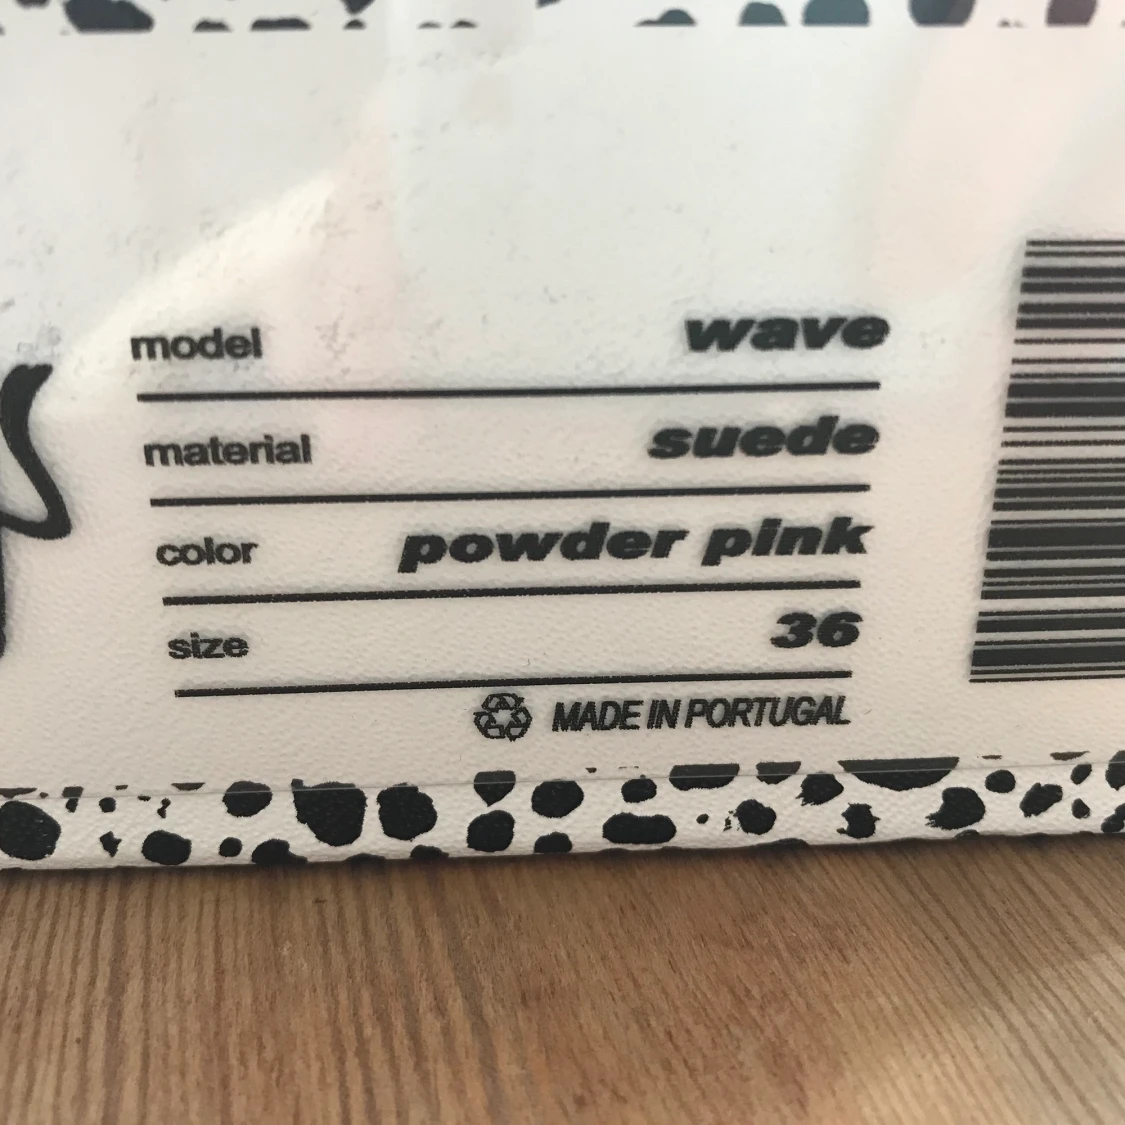 model wave
material suede
color powder pink
size 36
MADE IN PORTUGAL